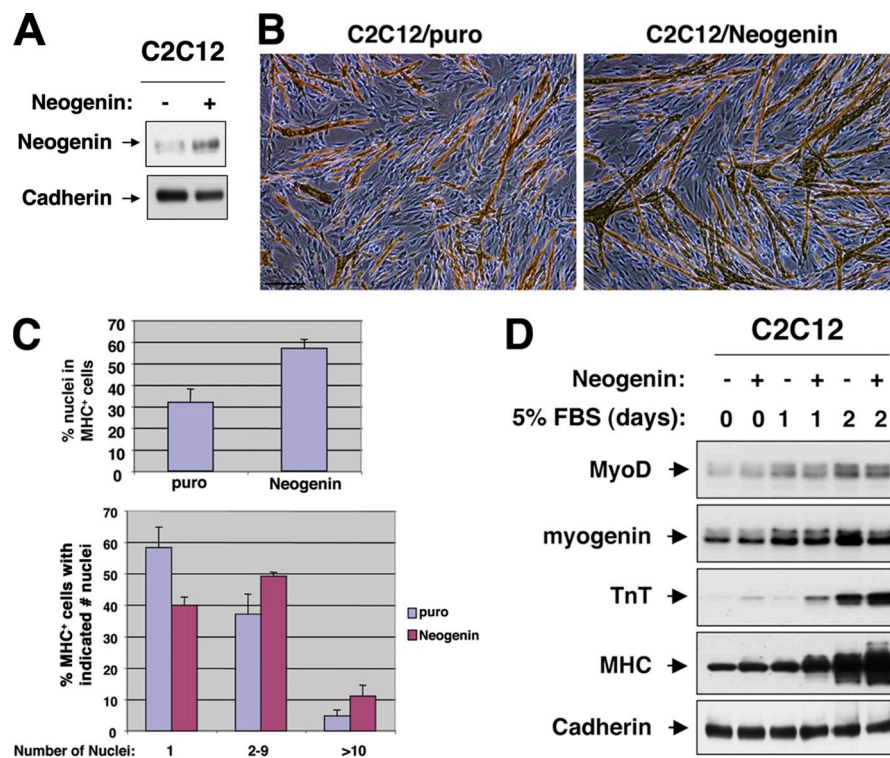 A
C2C12
Neogenin: - +
Neogenin
Cadherin
B
C2C12/puro
C2C12/Neogenin
C
% nuclei in
MHC⁺ cells
70
60
50
40
30
20
10
0
puro
Neogenin
% MHC⁺ cells with
indicated # nuclei
70
60
50
40
30
20
10
0
Number of Nuclei: 1 2-9 >10
puro
Neogenin
D
C2C12
Neogenin: - + - + - +
5% FBS (days): 0 0 1 1 2 2
MyoD
myogenin
TnT
MHC
Cadherin